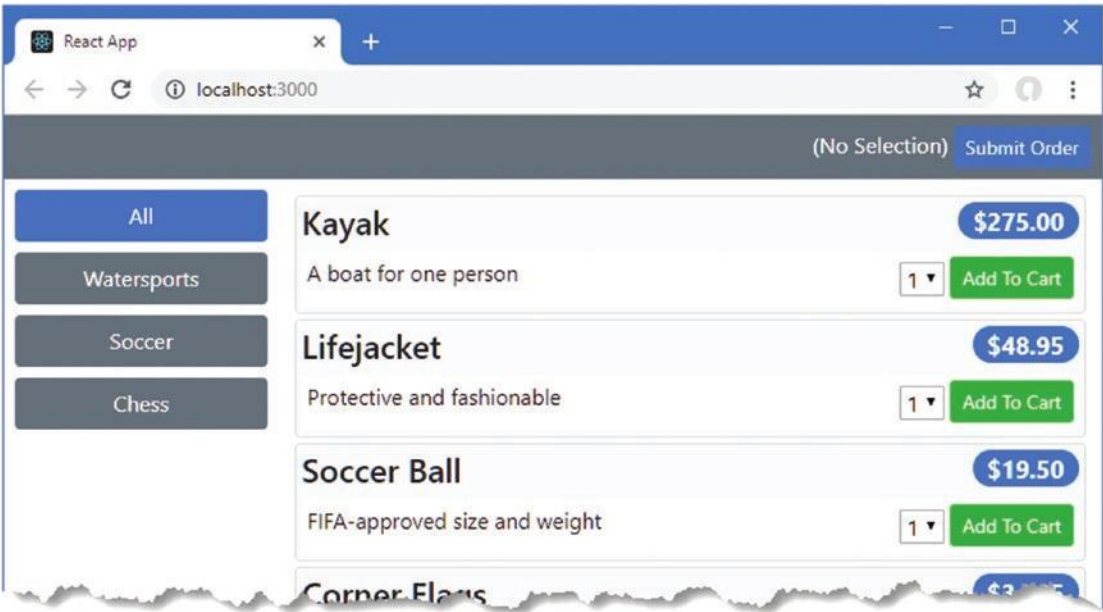 React App
localhost:3000
(No Selection) Submit Order
All
Watersports
Soccer
Chess
Kayak $275.00
A boat for one person 1 Add To Cart
Lifejacket $48.95
Protective and fashionable 1 Add To Cart
Soccer Ball $19.50
FIFA-approved size and weight 1 Add To Cart
Corner Flags